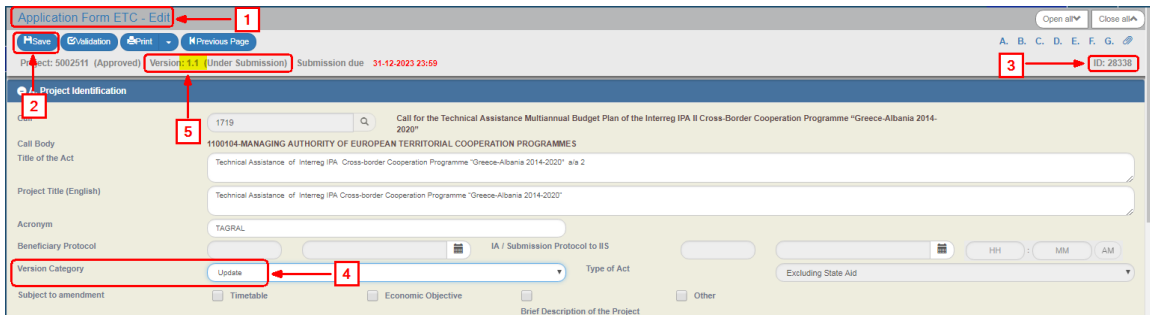 Application Form ETC - Edit
1
Open all
Close all
Save
Validation
Print
Previous Page
A. B. C. D. E. F. G.
Project: 5002511 (Approved) Version: 1.1 (Under Submission) Submission due 31-12-2023 23:59
3
ID: 28338
2
5
Project Identification
1719
Call for the Technical Assistance Multiannual Budget Plan of the Interreg IPA II Cross-Border Cooperation Programme “Greece-Albania 2014-
2020”
Call Body
1100104-MANAGING AUTHORITY OF EUROPEAN TERRITORIAL COOPERATION PROGRAMMES
Title of the Act
Technical Assistance of Interreg IPA Cross-border Cooperation Programme "Greece-Albania 2014-2020" α/α 2
Project Title (English)
Technical Assistance of Interreg IPA Cross-border Cooperation Programme "Greece-Albania 2014-2020"
Acronym
TAGRAL
Beneficiary Protocol
IA / Submission Protocol to IIS
HH : MM AM
Version Category
Update
4
Type of Act
Excluding State Aid
Subject to amendment
Timetable
Economic Objective
Other
Brief Description of the Project